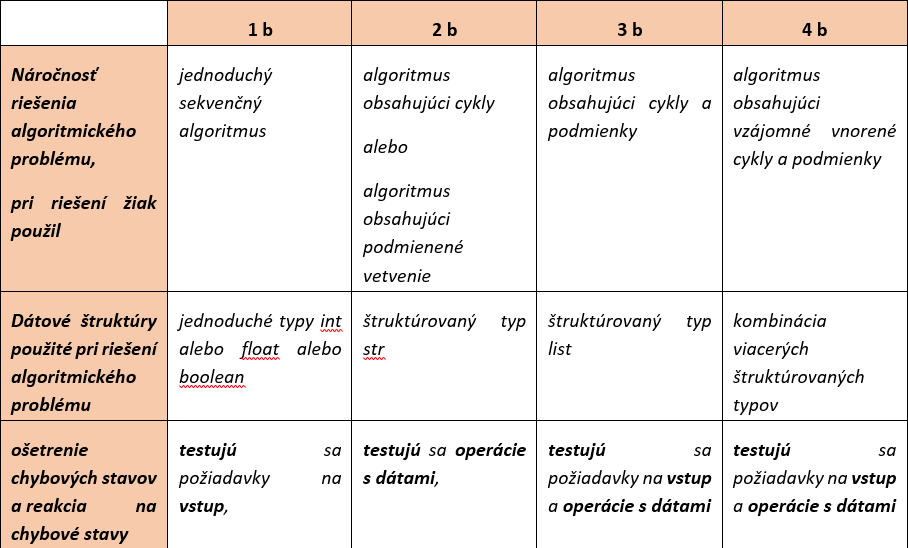 1 b
2 b
3 b
4 b
Náročnosť
riešenia
algoritmického
problému,
pri riešení žiak
použil
jednoduchý
sekvenčný
algoritmus
algoritmus
obsahujúci cykly
alebo
algoritmus
obsahujúci
podmienené
vetvenie
algoritmus
obsahujúci cykly a
podmienky
algoritmus
obsahujúci
vzájomné vnorené
cykly a podmienky
Dátové štruktúry
použité pri riešení
algoritmického
problému
jednoduché typy int
alebo float alebo
boolean
štruktúrovaný typ
str
štruktúrovaný typ
list
kombinácia
viacerých
štruktúrovaných
typov
ošetrenie
chybových stavov
a reakcia na
chybové stavy
testujú sa
požiadavky na
vstup,
testujú sa operácie
s dátami,
testujú sa
požiadavky na vstup
a operácie s dátami
testujú sa
požiadavky na vstup
a operácie s dátami